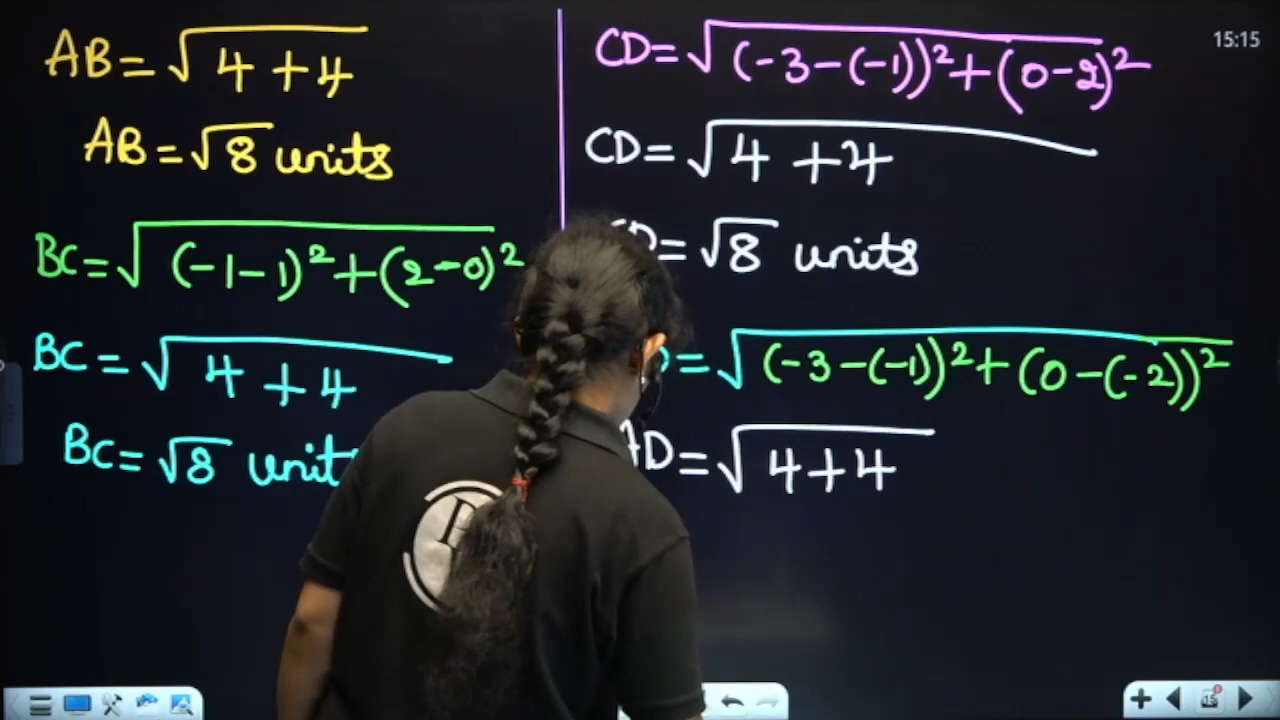 AB = √4 + 4
AB = √8 units
BC = √(-1-1)² + (2-0)²
BC = √4 + 4
BC = √8 unit
CD = √(-3-(-1))² + (0-2)²
CD = √4 + 4
= √8 units
= √(-3-(-1))² + (0-(-2))²
AD = √4+4
15:15